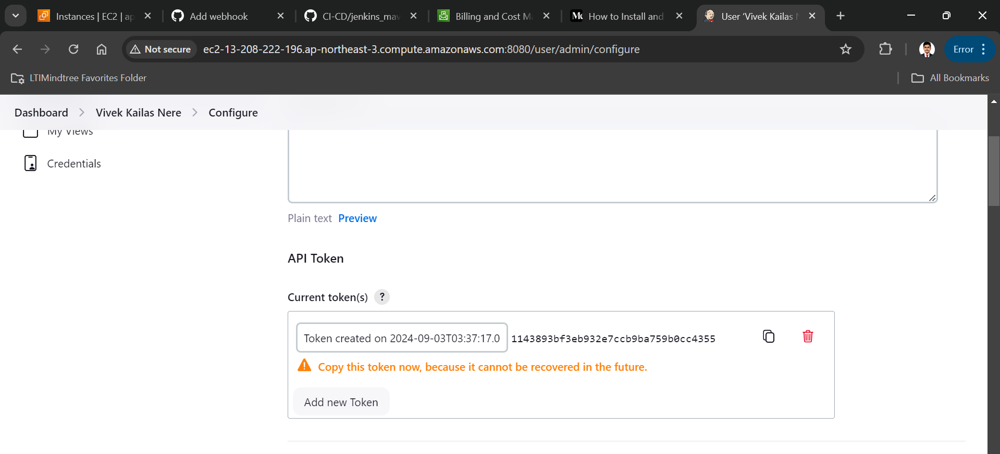 Instances | EC2 | ap
Add webhook
CI-CD/jenkins_mav
Billing and Cost Ma
How to Install and
User ‘Vivek Kailas N
Not secure
ec2-13-208-222-196.ap-northeast-3.compute.amazonaws.com:8080/user/admin/configure
Error
LTIMindtree Favorites Folder
All Bookmarks
Dashboard
Vivek Kailas Nere
Configure
My Views
Credentials
Plain text Preview
API Token
Current token(s) ?
Token created on 2024-09-03T03:37:17.0 1143893bf3eb932e7ccb9ba759b0cc4355
Copy this token now, because it cannot be recovered in the future.
Add new Token